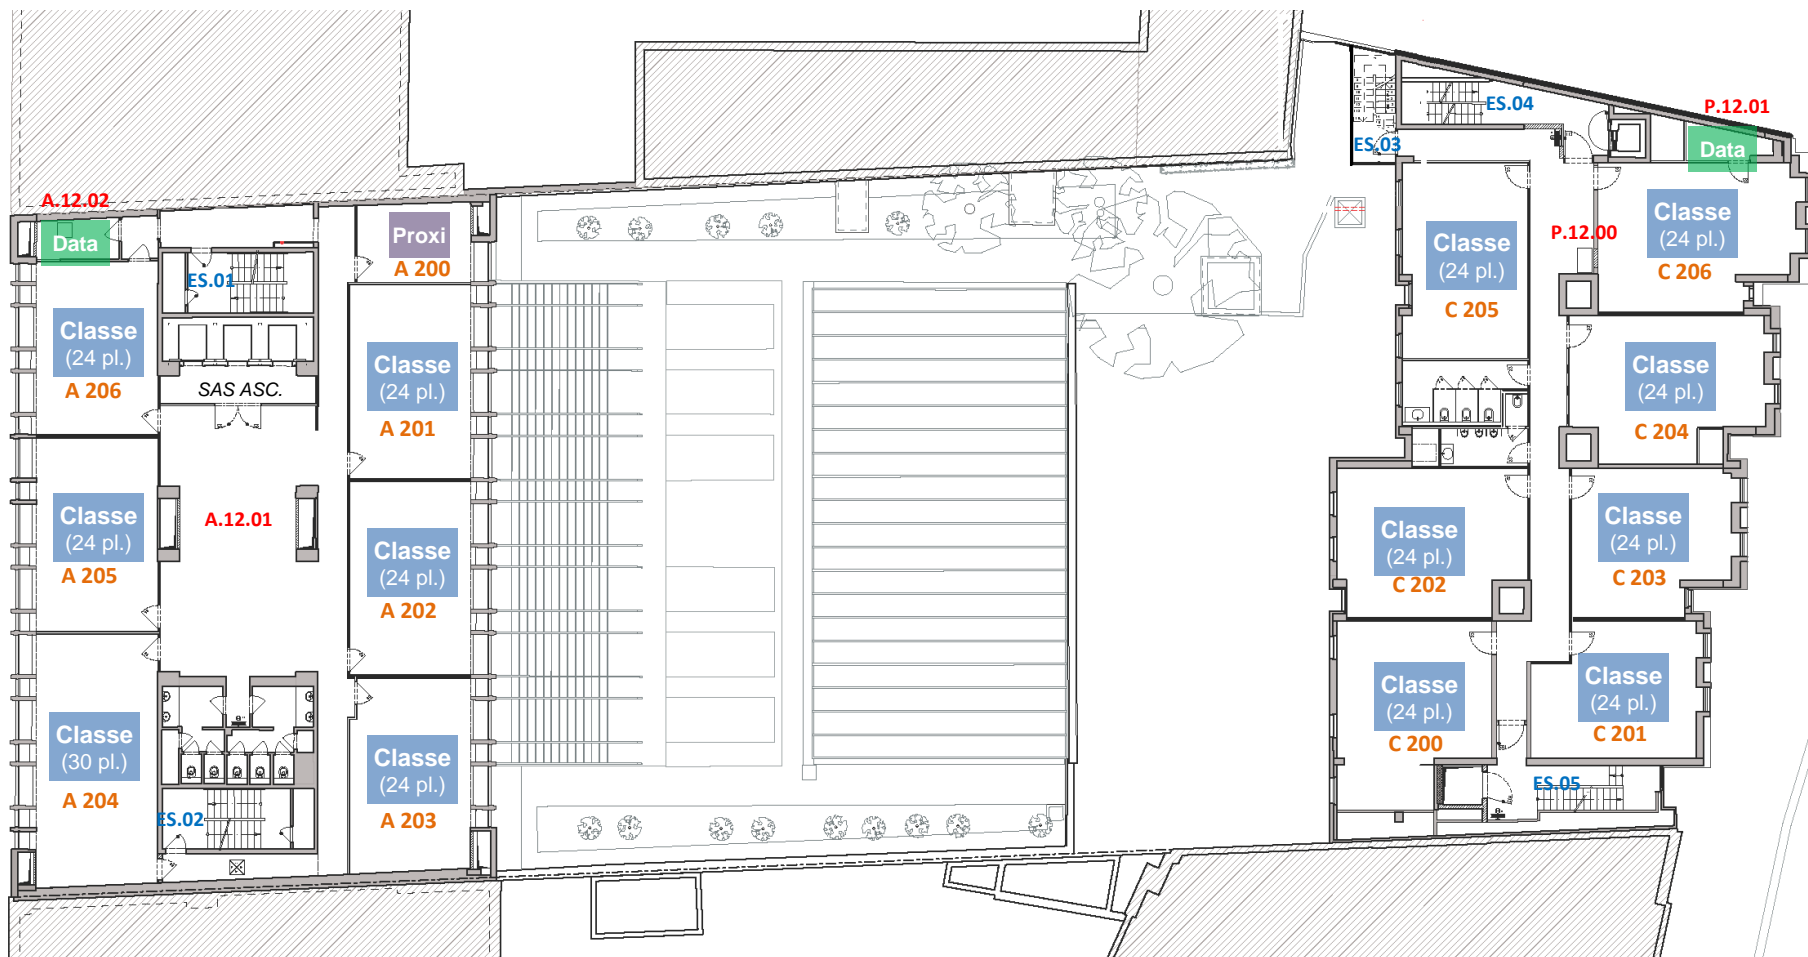 A.12.02
Data
ES.01
Classe
(24 pl.)
A 206
SAS ASC.
Classe
(24 pl.)
A 205
A.12.01
Classe
(30 pl.)
A 204
ES.02
Proxi
A 200
Classe
(24 pl.)
A 201
Classe
(24 pl.)
A 202
Classe
(24 pl.)
A 203
ES.03
ES.04
P.12.01
Data
Classe
(24 pl.)
C 205
P.12.00
Classe
(24 pl.)
C 206
Classe
(24 pl.)
C 204
Classe
(24 pl.)
C 202
Classe
(24 pl.)
C 203
Classe
(24 pl.)
C 200
Classe
(24 pl.)
C 201
ES.05